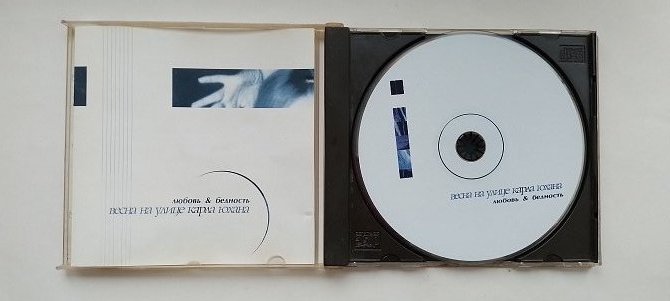 любовь & бедность
весна на улице карла юхана
весна на улице карла юхана
любовь & бедность